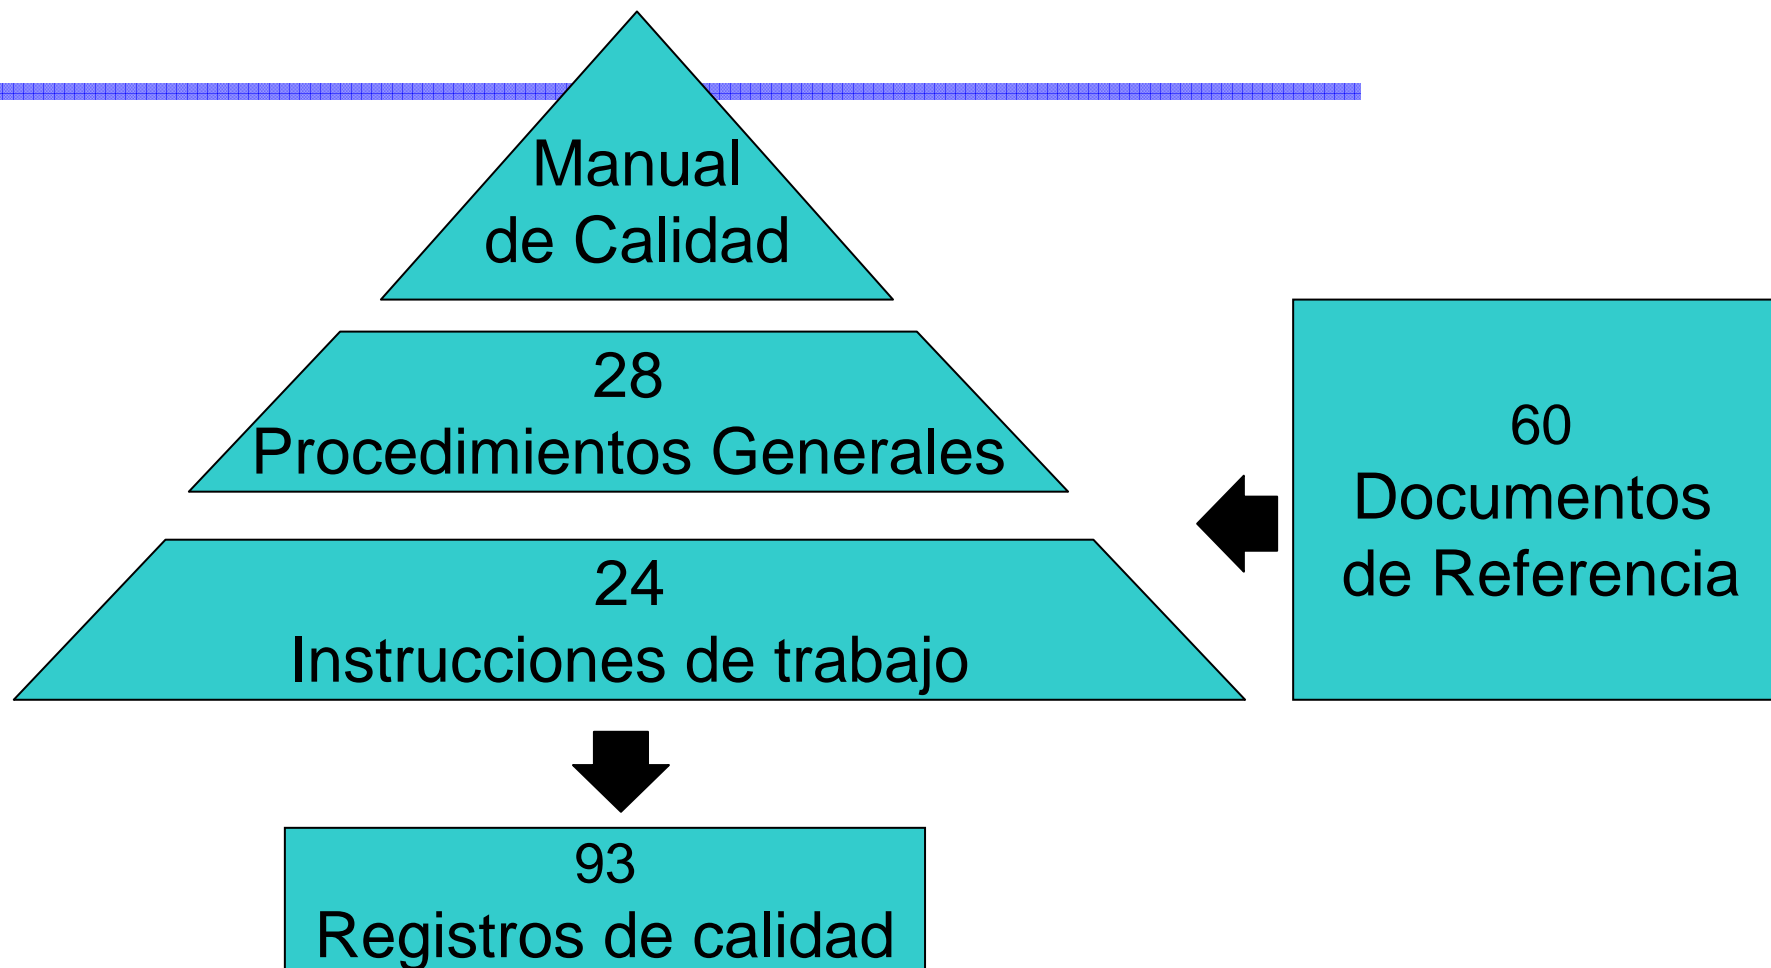 Manual
de Calidad
28
Procedimientos Generales
24
Instrucciones de trabajo
60
Documentos
de Referencia
93
Registros de calidad